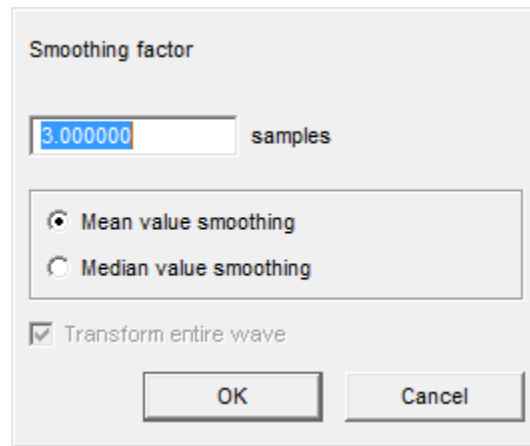 Smoothing factor
3.000000 samples
Mean value smoothing
Median value smoothing
Transform entire wave
OK Cancel